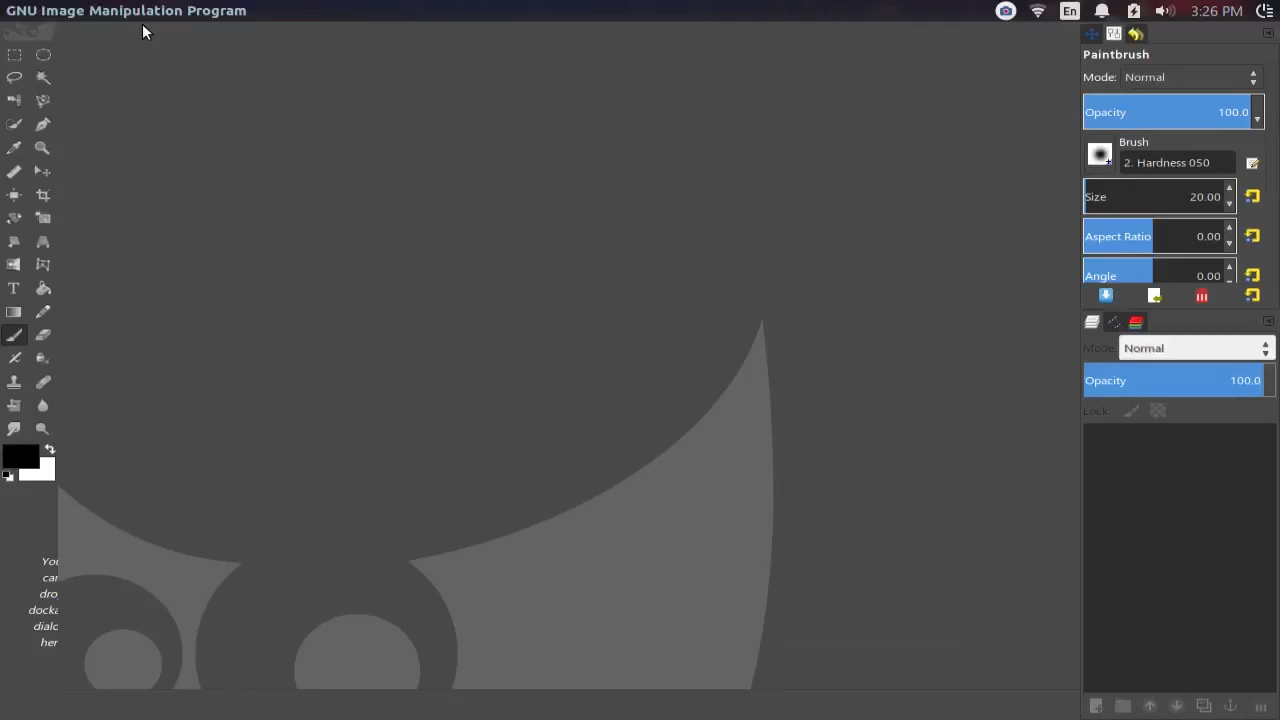 GNU Image Manipulation Program
En
3:26 PM
Paintbrush
Mode: Normal
Opacity 100.0
Brush
2. Hardness 050
Size 20.00
Aspect Ratio 0.00
Angle 0.00
Mode: Normal
Opacity 100.0
Lock:
You
can
drop
docka
dialo
her